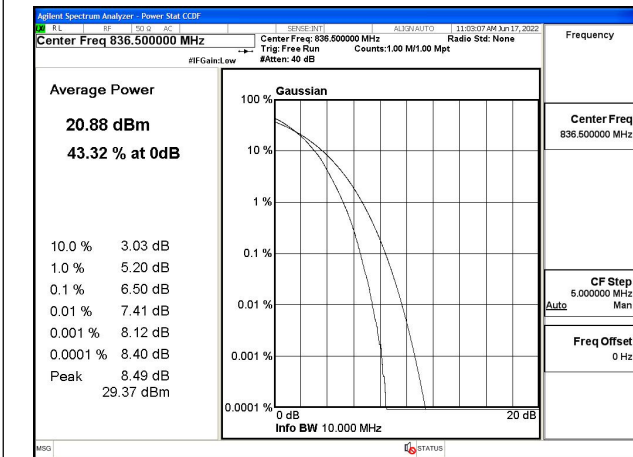 Agilent Spectrum Analyzer - Power Stat CCDF
RL RF 50 Ω AC SENSE:INT ALIGN AUTO 11:03:07 AM Jun 17, 2022
Center Freq 836.500000 MHz
Center Freq: 836.500000 MHz Radio Std: None
Trig: Free Run Counts:1.00 M/1.00 Mpt
#IFGain:Low #Atten: 40 dB
Frequency
Average Power
20.88 dBm
43.32 % at 0dB
10.0 % 3.03 dB
1.0 % 5.20 dB
0.1 % 6.50 dB
0.01 % 7.41 dB
0.001 % 8.12 dB
0.0001 % 8.40 dB
Peak 8.49 dB
29.37 dBm
Gaussian
100 %
10 %
1 %
0.1 %
0.01 %
0.001 %
0.0001 %
0 dB 20 dB
Info BW 10.000 MHz
Center Freq
836.500000 MHz
CF Step
5.000000 MHz
Auto Man
Freq Offset
0 Hz
MSG STATUS